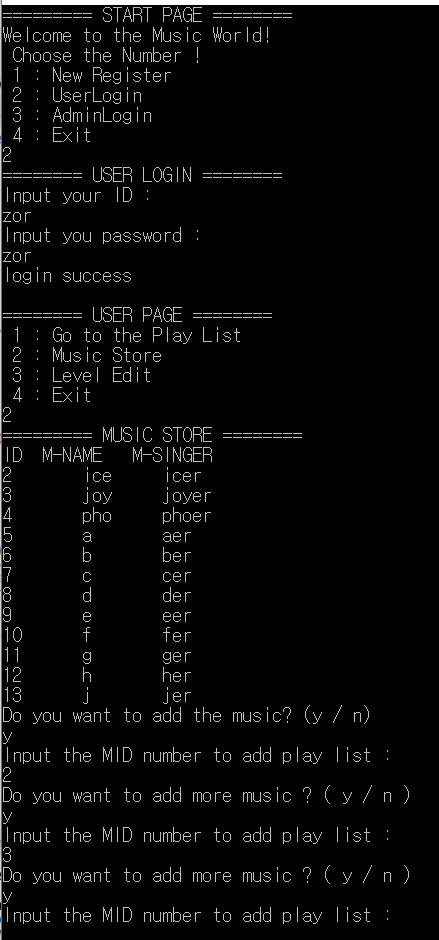 ========= START PAGE ========
Welcome to the Music World!
 Choose the Number !
 1 : New Register
 2 : UserLogin
 3 : AdminLogin
 4 : Exit
2
======== USER LOGIN ========
Input your ID :
zor
Input you password :
zor
login success

======== USER PAGE ========
 1 : Go to the Play List
 2 : Music Store
 3 : Level Edit
 4 : Exit
2
========= MUSIC STORE ========
ID  M-NAME   M-SINGER
2       ice     icer
3       joy     joyer
4       pho     phoer
5       a       aer
6       b       ber
7       c       cer
8       d       der
9       e       eer
10      f       fer
11      g       ger
12      h       her
13      j       jer
Do you want to add the music? (y / n)
y
Input the MID number to add play list :
2
Do you want to add more music ? ( y / n )
y
Input the MID number to add play list :
3
Do you want to add more music ? ( y / n )
y
Input the MID number to add play list :